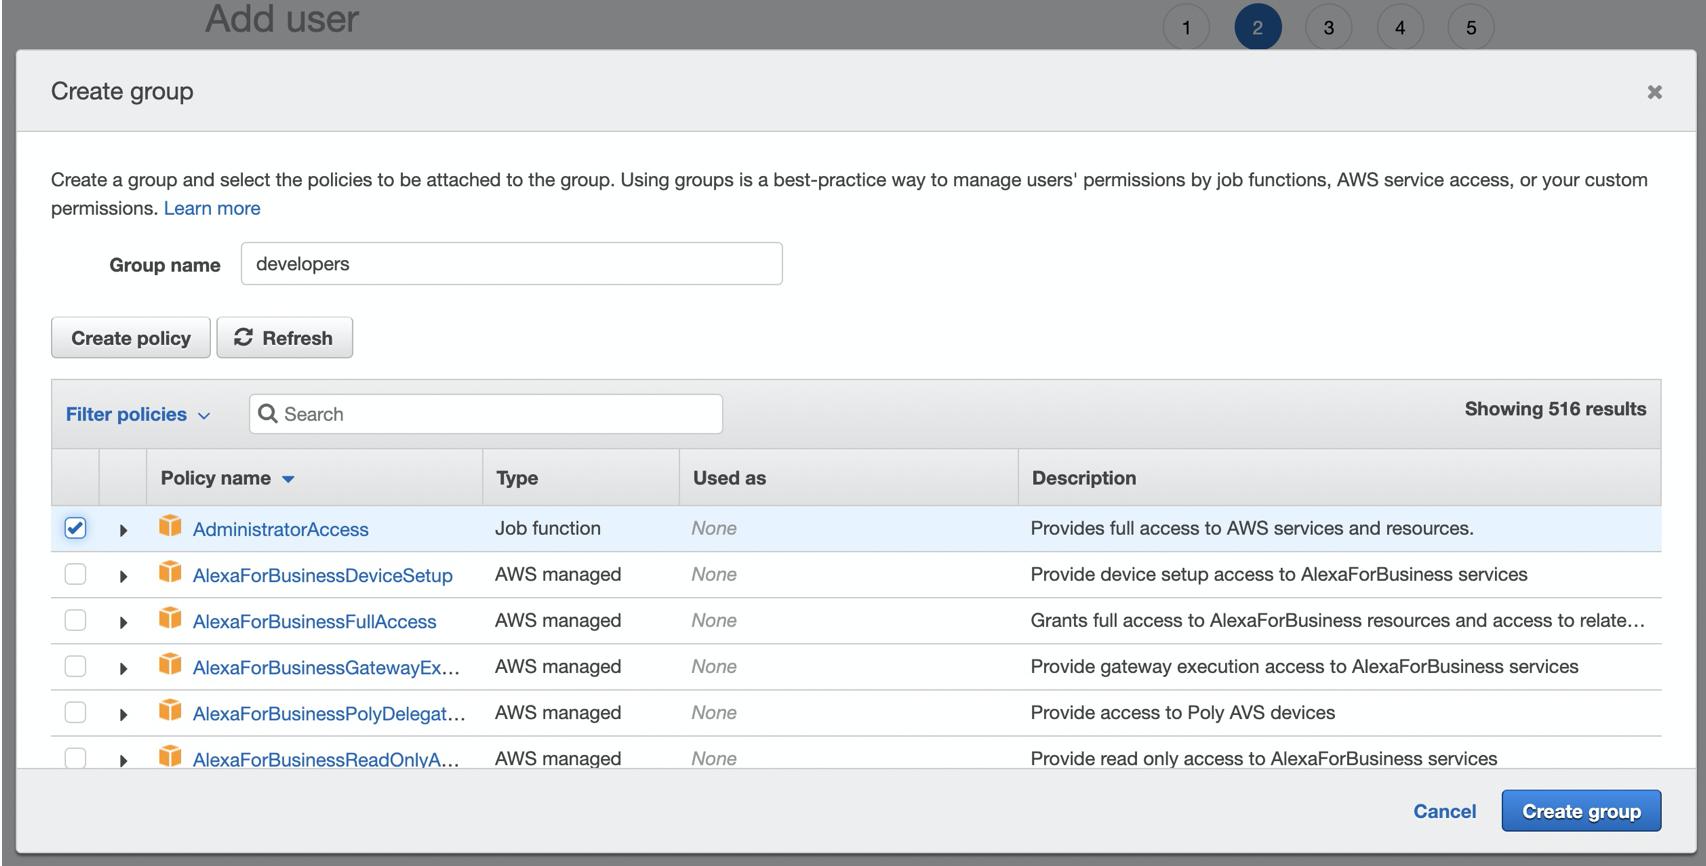 Add user
1 2 3 4 5
Create group
Create a group and select the policies to be attached to the group. Using groups is a best-practice way to manage users' permissions by job functions, AWS service access, or your custom
permissions. Learn more
Group name developers
Create policy Refresh
Filter policies Search Showing 516 results
Policy name Type Used as Description
AdministratorAccess Job function None Provides full access to AWS services and resources.
AlexaForBusinessDeviceSetup AWS managed None Provide device setup access to AlexaForBusiness services
AlexaForBusinessFullAccess AWS managed None Grants full access to AlexaForBusiness resources and access to relate...
AlexaForBusinessGatewayEx... AWS managed None Provide gateway execution access to AlexaForBusiness services
AlexaForBusinessPolyDelegat... AWS managed None Provide access to Poly AVS devices
AlexaForBusinessReadOnlyA... AWS managed None Provide read only access to AlexaForBusiness services
Cancel Create group